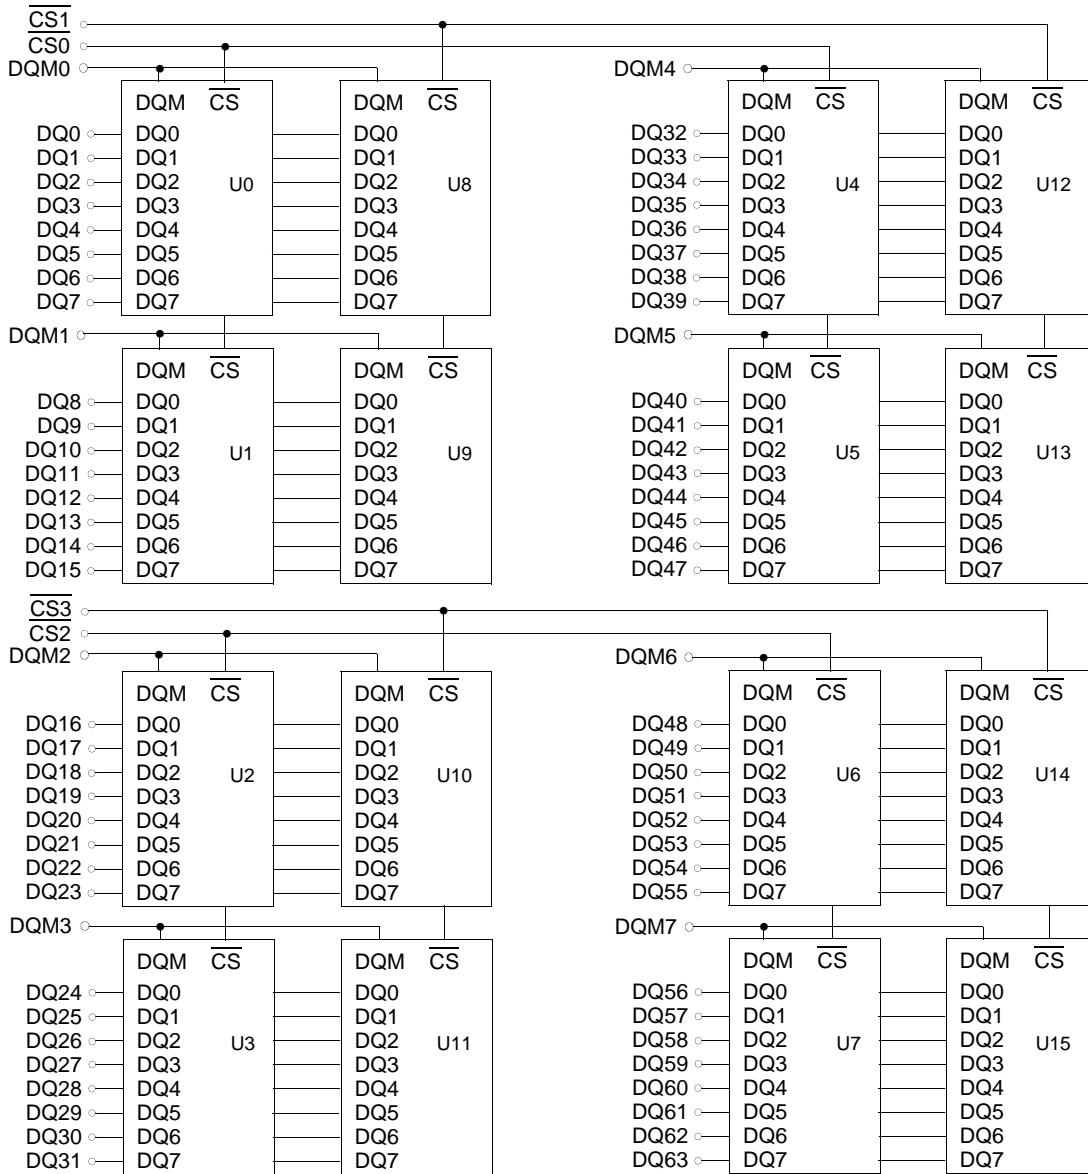 CS1
CS0
DQM0 DQM4
DQM CS DQM CS DQM CS DQM CS
DQ0 DQ0 DQ0 DQ32 DQ0 DQ0
DQ1 DQ1 DQ1 DQ33 DQ1 DQ1
DQ2 DQ2 U0 DQ2 U8 DQ34 DQ2 U4 DQ2 U12
DQ3 DQ3 DQ3 DQ35 DQ3 DQ3
DQ4 DQ4 DQ4 DQ36 DQ4 DQ4
DQ5 DQ5 DQ5 DQ37 DQ5 DQ5
DQ6 DQ6 DQ6 DQ38 DQ6 DQ6
DQ7 DQ7 DQ7 DQ39 DQ7 DQ7
DQM1 DQM5
DQM CS DQM CS DQM CS DQM CS
DQ8 DQ0 DQ0 DQ40 DQ0 DQ0
DQ9 DQ1 DQ1 DQ41 DQ1 DQ1
DQ10 DQ2 U1 DQ2 U9 DQ42 DQ2 U5 DQ2 U13
DQ11 DQ3 DQ3 DQ43 DQ3 DQ3
DQ12 DQ4 DQ4 DQ44 DQ4 DQ4
DQ13 DQ5 DQ5 DQ45 DQ5 DQ5
DQ14 DQ6 DQ6 DQ46 DQ6 DQ6
DQ15 DQ7 DQ7 DQ47 DQ7 DQ7
CS3
CS2
DQM2 DQM6
DQM CS DQM CS DQM CS DQM CS
DQ16 DQ0 DQ0 DQ48 DQ0 DQ0
DQ17 DQ1 DQ1 DQ49 DQ1 DQ1
DQ18 DQ2 U2 DQ2 U10 DQ50 DQ2 U6 DQ2 U14
DQ19 DQ3 DQ3 DQ51 DQ3 DQ3
DQ20 DQ4 DQ4 DQ52 DQ4 DQ4
DQ21 DQ5 DQ5 DQ53 DQ5 DQ5
DQ22 DQ6 DQ6 DQ54 DQ6 DQ6
DQ23 DQ7 DQ7 DQ55 DQ7 DQ7
DQM3 DQM7
DQM CS DQM CS DQM CS DQM CS
DQ24 DQ0 DQ0 DQ56 DQ0 DQ0
DQ25 DQ1 DQ1 DQ57 DQ1 DQ1
DQ26 DQ2 U3 DQ2 U11 DQ58 DQ2 U7 DQ2 U15
DQ27 DQ3 DQ3 DQ59 DQ3 DQ3
DQ28 DQ4 DQ4 DQ60 DQ4 DQ4
DQ29 DQ5 DQ5 DQ61 DQ5 DQ5
DQ30 DQ6 DQ6 DQ62 DQ6 DQ6
DQ31 DQ7 DQ7 DQ63 DQ7 DQ7